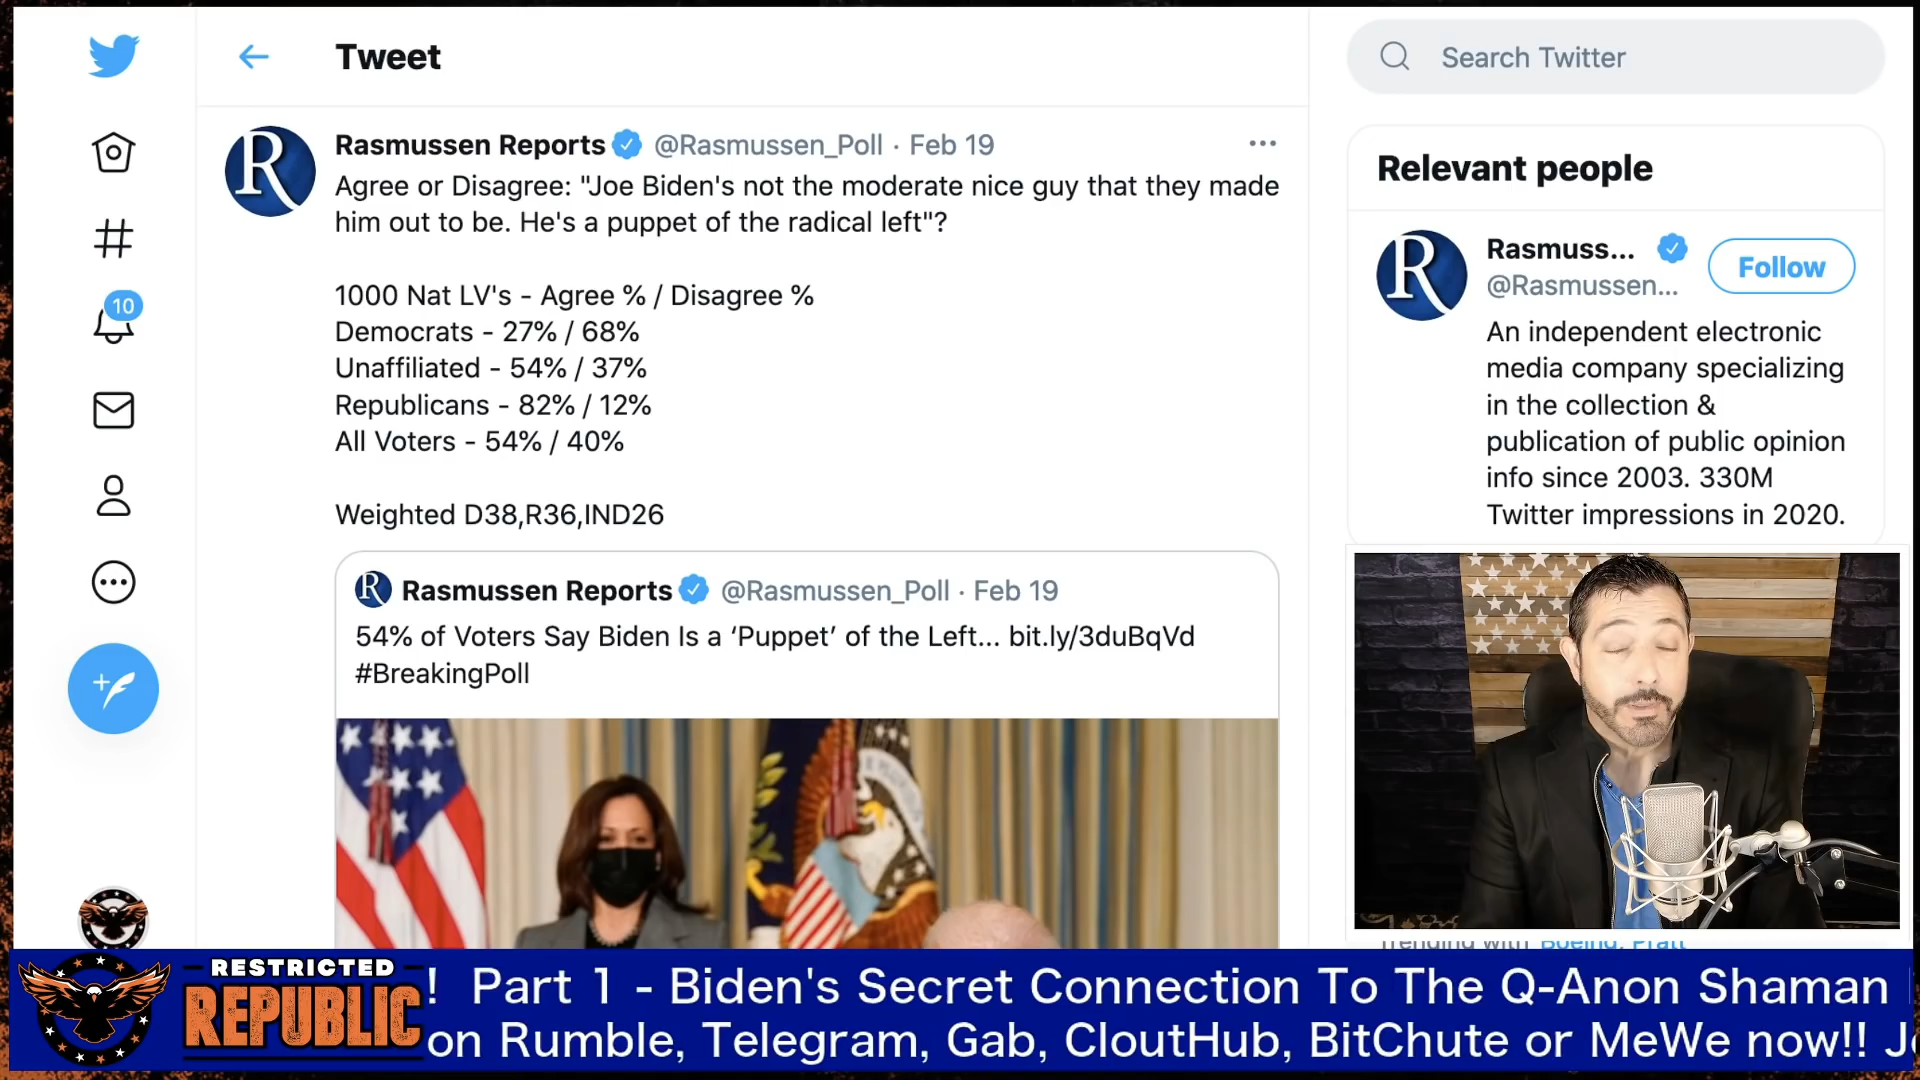 Tweet
Search Twitter
Rasmussen Reports @Rasmussen_Poll · Feb 19
Agree or Disagree: "Joe Biden's not the moderate nice guy that they made
him out to be. He's a puppet of the radical left"?
1000 Nat LV's - Agree % / Disagree %
Democrats - 27% / 68%
Unaffiliated - 54% / 37%
Republicans - 82% / 12%
All Voters - 54% / 40%
Weighted D38,R36,IND26
Rasmussen Reports @Rasmussen_Poll · Feb 19
54% of Voters Say Biden Is a ‘Puppet’ of the Left... bit.ly/3duBqVd
#BreakingPoll
10
Relevant people
Rasmuss...
@Rasmussen...
Follow
An independent electronic
media company specializing
in the collection &
publication of public opinion
info since 2003. 330M
Twitter impressions in 2020.
Trending with Boeing, Pratt
RESTRICTED
REPUBLIC
! Part 1 - Biden's Secret Connection To The Q-Anon Shaman
on Rumble, Telegram, Gab, CloutHub, BitChute or MeWe now!!